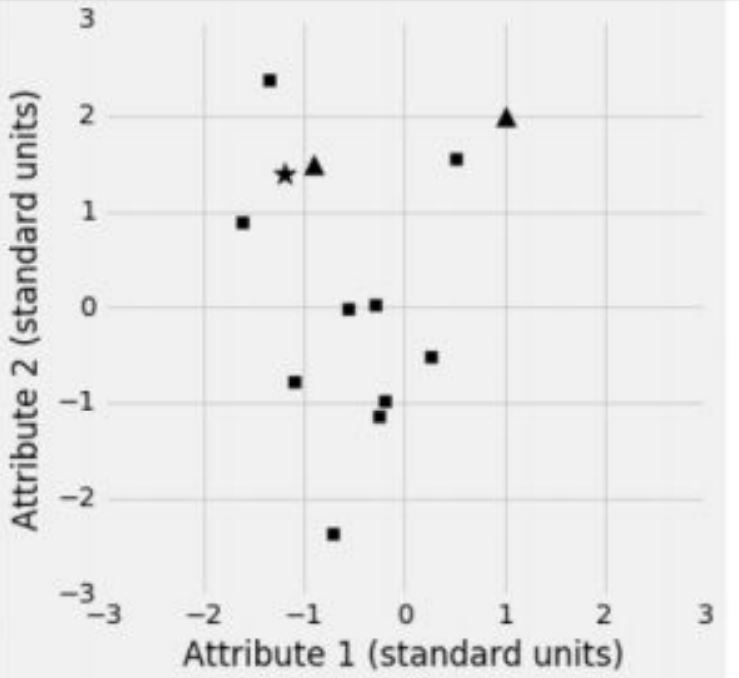 3
2
1
0
−1
−2
−3
Attribute 2 (standard units)
−3 −2 −1 0 1 2 3
Attribute 1 (standard units)